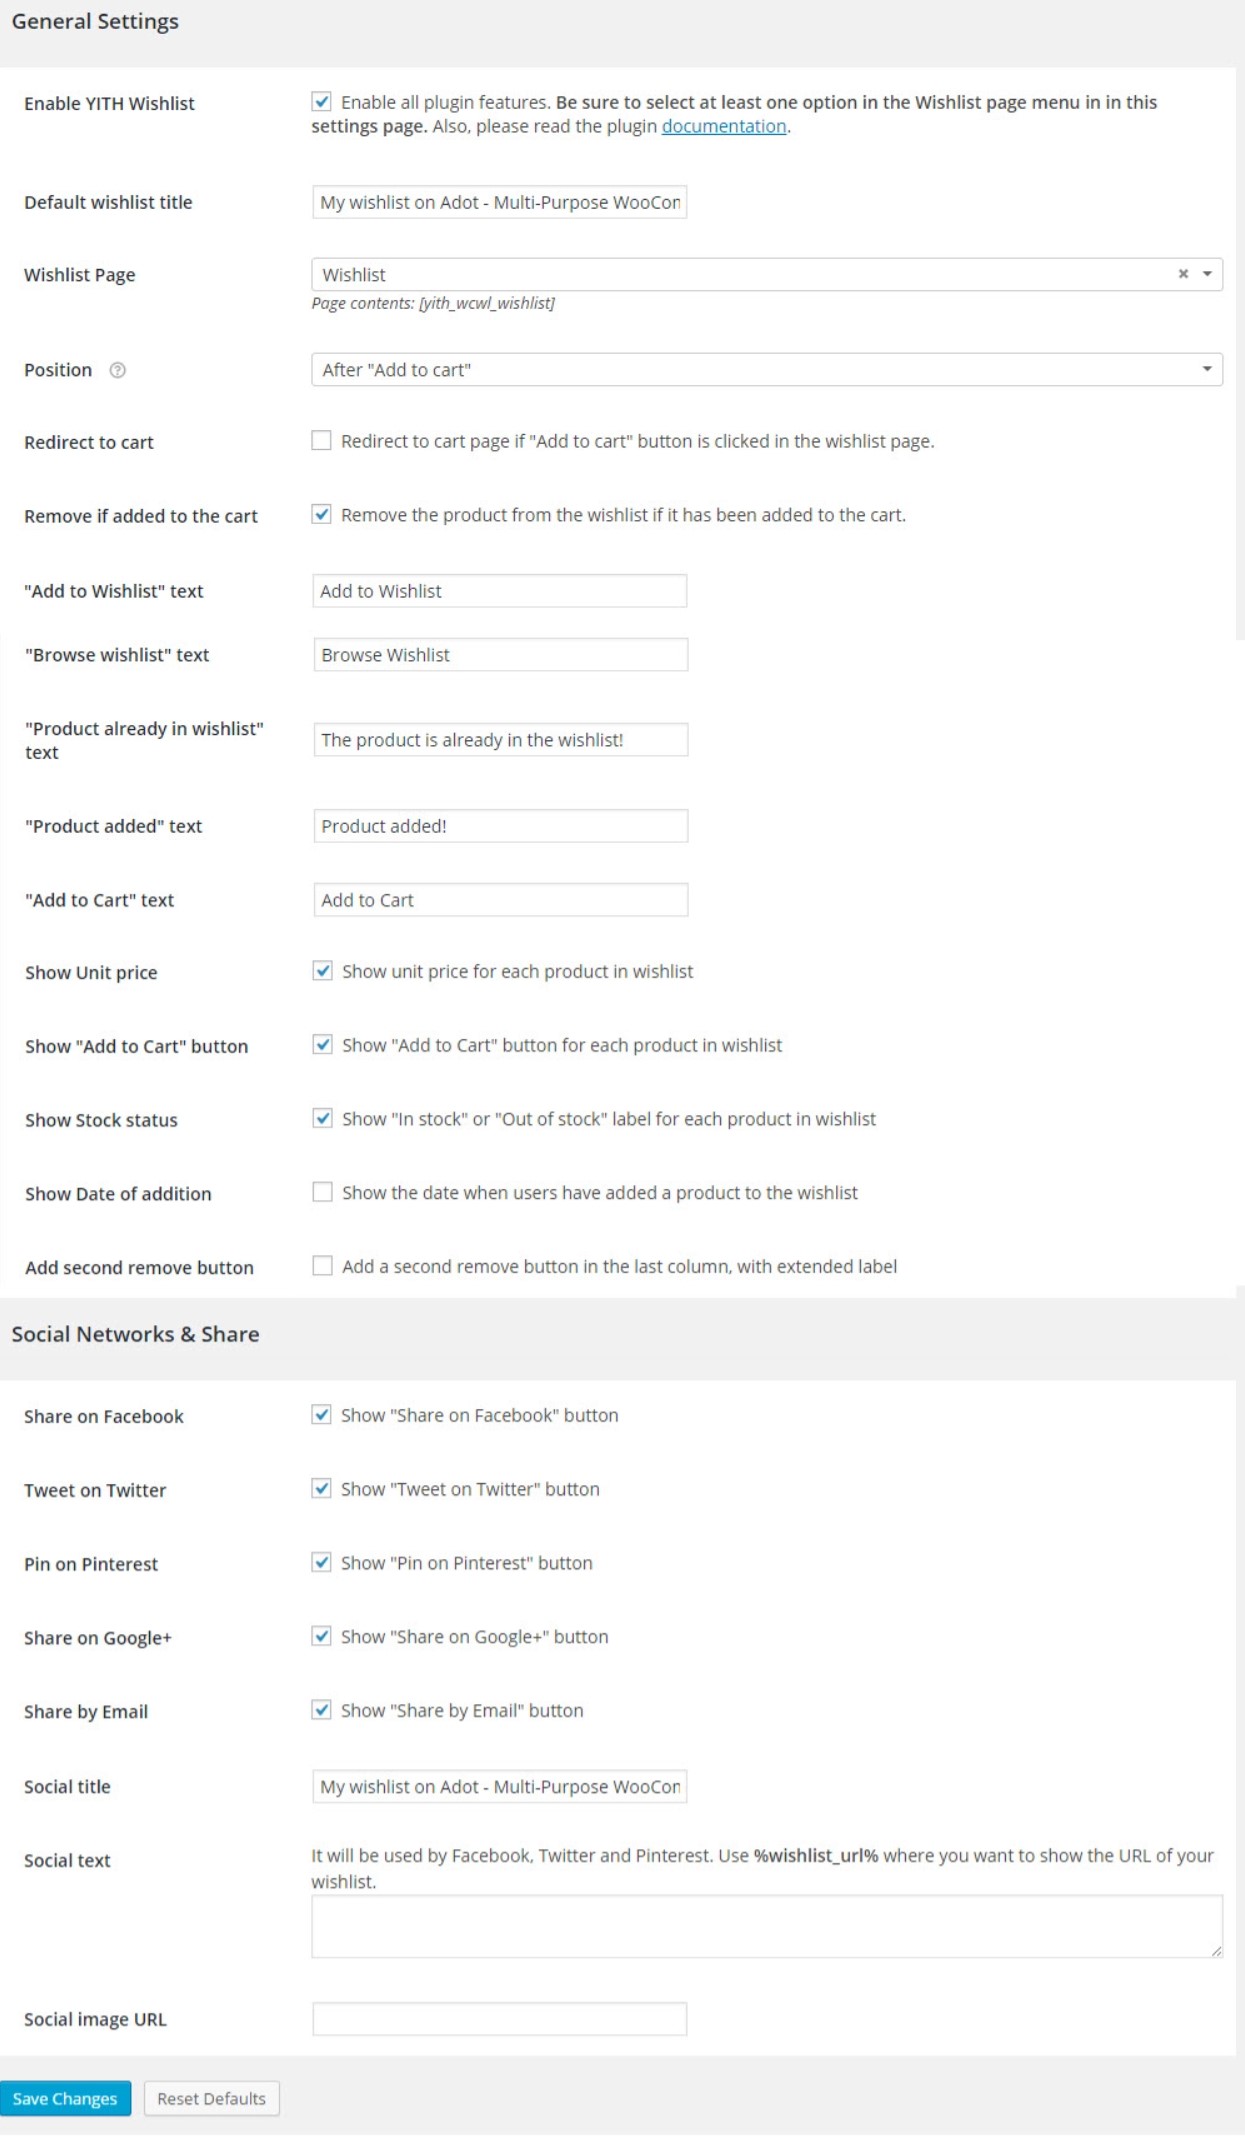 General Settings
Enable YITH Wishlist
Enable all plugin features. Be sure to select at least one option in the Wishlist page menu in in this
settings page. Also, please read the plugin documentation.
Default wishlist title
My wishlist on Adot - Multi-Purpose WooCon
Wishlist Page
Wishlist
Page contents: [yith_wcwl_wishlist]
Position
After "Add to cart"
Redirect to cart
Redirect to cart page if "Add to cart" button is clicked in the wishlist page.
Remove if added to the cart
Remove the product from the wishlist if it has been added to the cart.
"Add to Wishlist" text
Add to Wishlist
"Browse wishlist" text
Browse Wishlist
"Product already in wishlist"
text
The product is already in the wishlist!
"Product added" text
Product added!
"Add to Cart" text
Add to Cart
Show Unit price
Show unit price for each product in wishlist
Show "Add to Cart" button
Show "Add to Cart" button for each product in wishlist
Show Stock status
Show "In stock" or "Out of stock" label for each product in wishlist
Show Date of addition
Show the date when users have added a product to the wishlist
Add second remove button
Add a second remove button in the last column, with extended label
Social Networks & Share
Share on Facebook
Show "Share on Facebook" button
Tweet on Twitter
Show "Tweet on Twitter" button
Pin on Pinterest
Show "Pin on Pinterest" button
Share on Google+
Show "Share on Google+" button
Share by Email
Show "Share by Email" button
Social title
My wishlist on Adot - Multi-Purpose WooCon
Social text
It will be used by Facebook, Twitter and Pinterest. Use %wishlist_url% where you want to show the URL of your
wishlist.
Social image URL
Save Changes
Reset Defaults